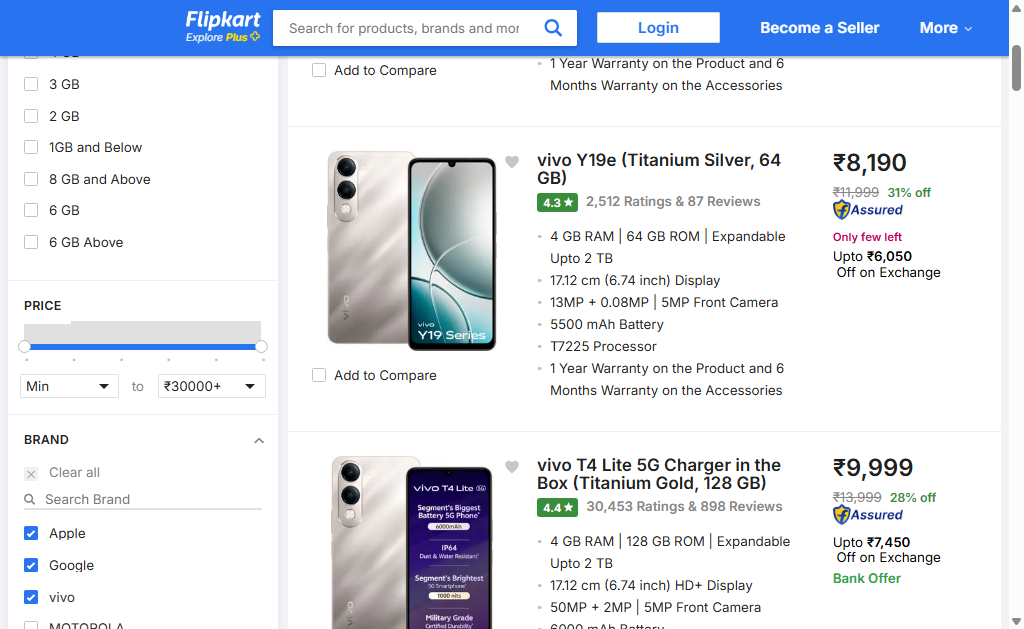 Flipkart
Explore Plus
Search for products, brands and mor
Login
Become a Seller
More
3 GB
2 GB
1GB and Below
8 GB and Above
6 GB
6 GB Above
PRICE
Min
to
₹30000+
BRAND
Clear all
Search Brand
Apple
Google
vivo
MOTOROLA
Add to Compare
1 Year Warranty on the Product and 6
Months Warranty on the Accessories
vivo
vivo
Y19 Series
Add to Compare
vivo Y19e (Titanium Silver, 64
GB)
4.3★
2,512 Ratings & 87 Reviews
4 GB RAM | 64 GB ROM | Expandable
Upto 2 TB
17.12 cm (6.74 inch) Display
13MP + 0.08MP | 5MP Front Camera
5500 mAh Battery
T7225 Processor
1 Year Warranty on the Product and 6
Months Warranty on the Accessories
₹8,190
₹11,999 31% off
Assured
Only few left
Upto ₹6,050
Off on Exchange
vivo T4 Lite 5G
Segment's Biggest
Battery 5G Phone*
6000mAh
IP64
Dust & Water Resistant*
Segment's Brightest
5G Smartphone*
1000 nits
Military Grade
Certified Durability*
vivo T4 Lite 5G Charger in the
Box (Titanium Gold, 128 GB)
4.4★
30,453 Ratings & 898 Reviews
4 GB RAM | 128 GB ROM | Expandable
Upto 2 TB
17.12 cm (6.74 inch) HD+ Display
50MP + 2MP | 5MP Front Camera
6000 mAh Battery
₹9,999
₹13,999 28% off
Assured
Upto ₹7,450
Off on Exchange
Bank Offer